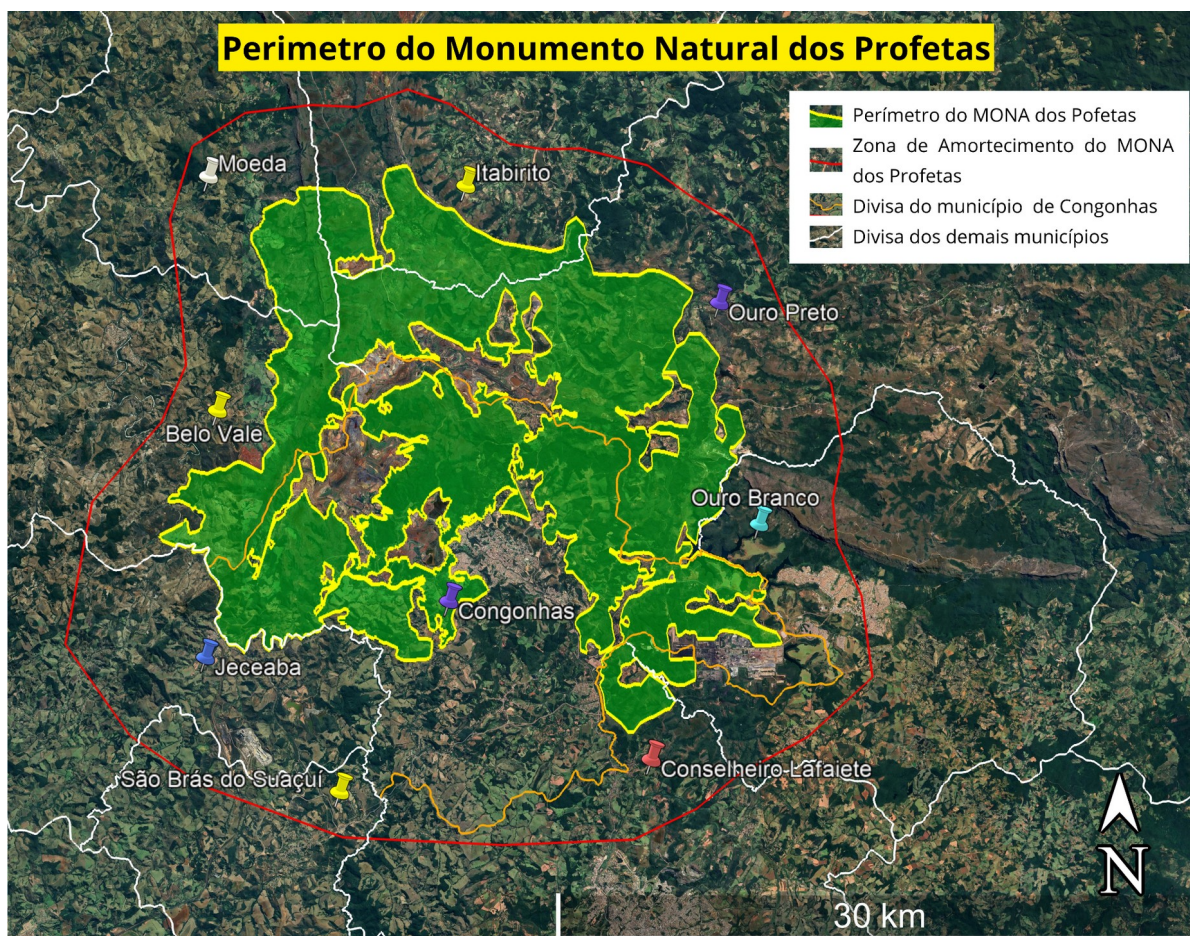 Perimetro do Monumento Natural dos Profetas
Perímetro do MONA dos Pofetas
Zona de Amortecimento do MONA
dos Profetas
Divisa do município de Congonhas
Divisa dos demais municípios
Moeda
Itabirito
Ouro Preto
Belo Vale
Ouro Branco
Congonhas
Jeceaba
São Brás do Suaçuí
Conselheiro Lafaiete
N
30 km